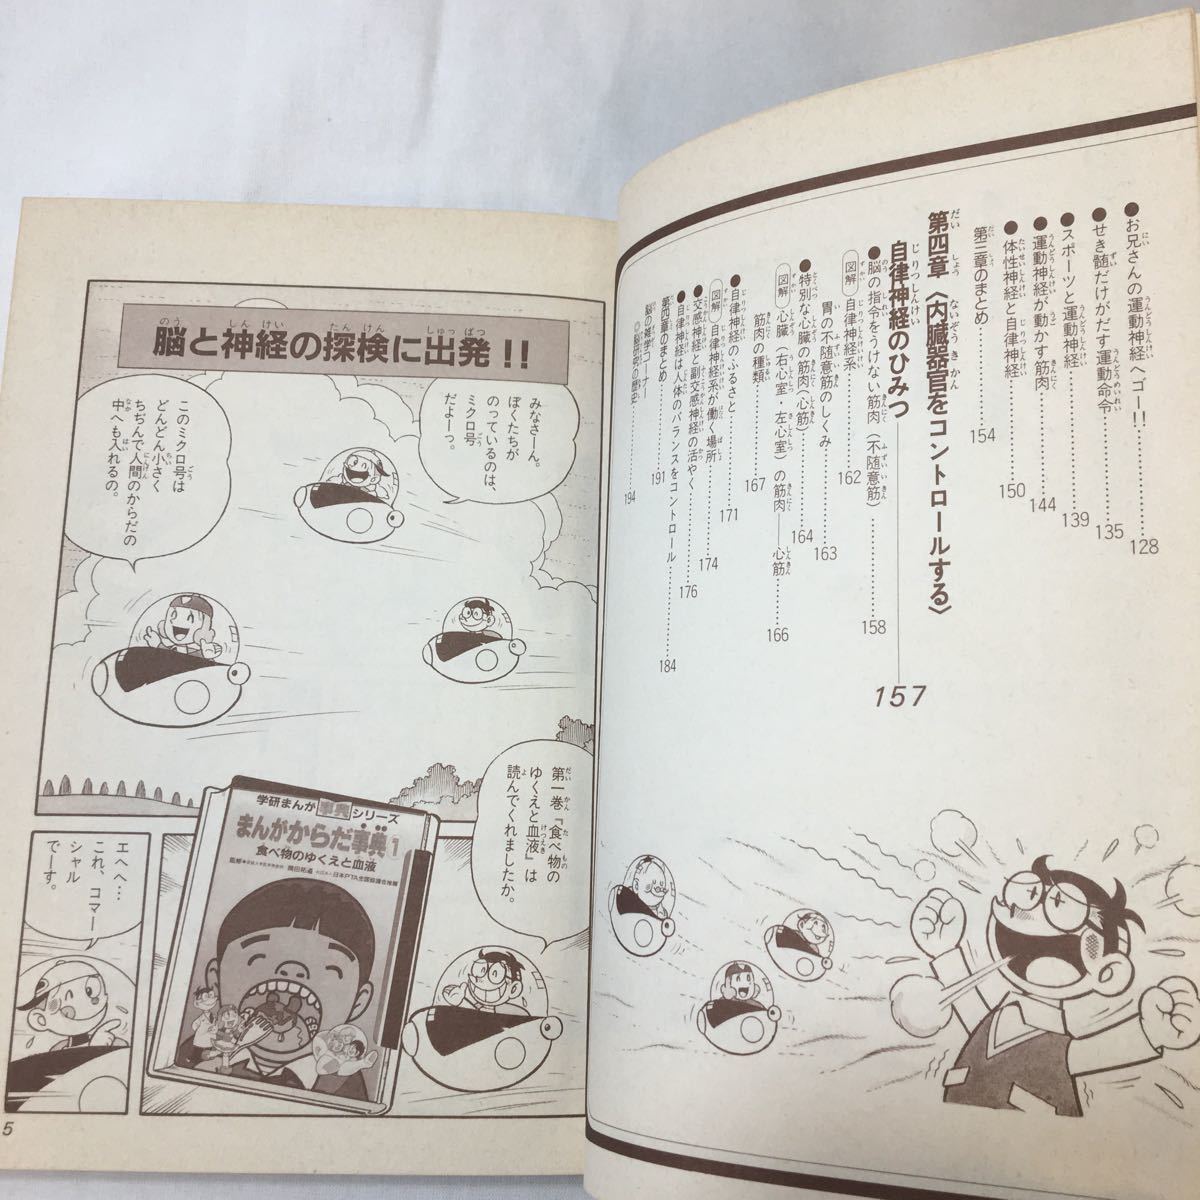 ●お兄さんの運動神経へゴー!!……128
●せき髄だけがだす運動命令……135
●スポーツと運動神経……139
●運動神経が動かす筋肉……144
●体性神経と自律神経……150
第三章のまとめ……154
第四章〈内臓器官をコントロールする〉
自律神経のひみつ――157
●脳の指令をうけない筋肉(不随意筋)……158
図解 自律神経系……162
胃の不随意筋のしくみ……163
●特別な心臓の筋肉(心筋)……164
図解 心臓(右心室・左心室)の筋肉――心筋……166
筋肉の種類……167
●自律神経のふるさと……171
図解 自律神経系が働く場所……174
●交感神経と副交感神経の活やく……176
●自律神経は人体のバランスをコントロール……184
第四章のまとめ……191
脳の雑学コーナー
◎脳研究の歴史……194
脳と神経の探検に出発!!
みなさーん。
ぼくたちが
のっているのは、
ミクロ号
だよーっ。
このミクロ号は
どんどん小さく
ちぢんで人間のからだの
中へも入れるの。
第一巻『食べ物の
ゆくえと血液』は
読んでくれましたか。
学研まんが事典シリーズ
まんがからだ事典1
食べ物のゆくえと血液
エへへ…
これ、コマー
シャル
でーす。
5